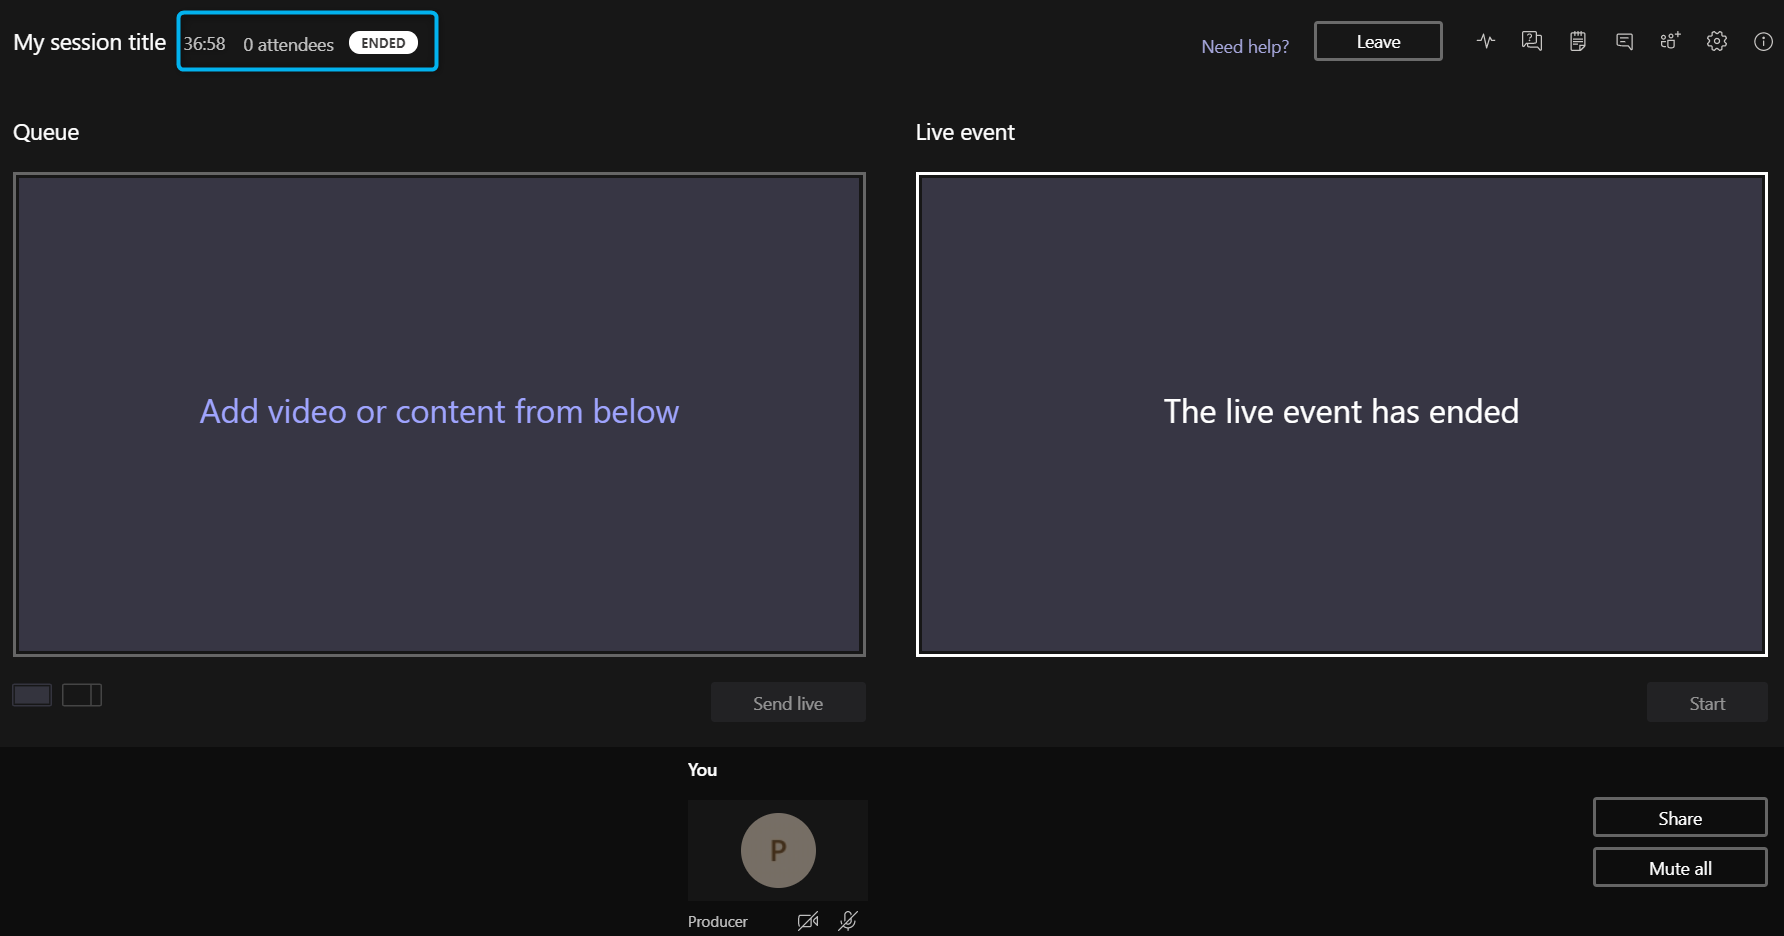 My session title 36:58 0 attendees ENDED Need help? Leave
Queue
Live event
Add video or content from below
The live event has ended
Send live
Start
You
P
Share
Mute all
Producer